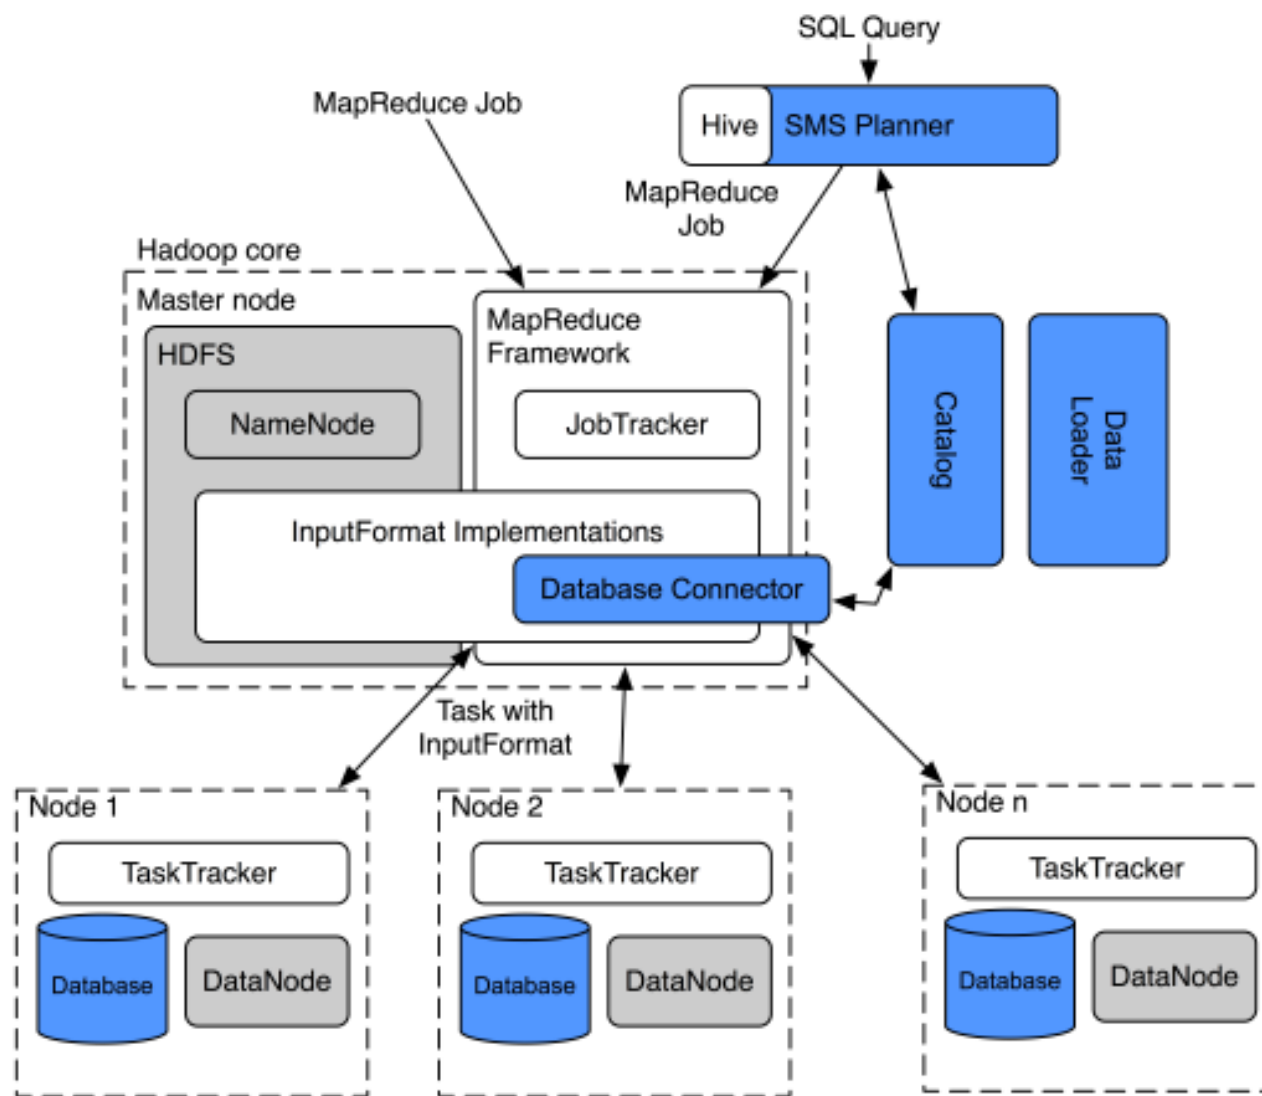 SQL Query
MapReduce Job
Hive
SMS Planner
MapReduce
Job
Hadoop core
Master node
HDFS
MapReduce
Framework
NameNode
JobTracker
Catalog
Data
Loader
InputFormat Implementations
Database Connector
Task with
InputFormat
Node 1
TaskTracker
Database
DataNode
Node 2
TaskTracker
Database
DataNode
Node n
TaskTracker
Database
DataNode